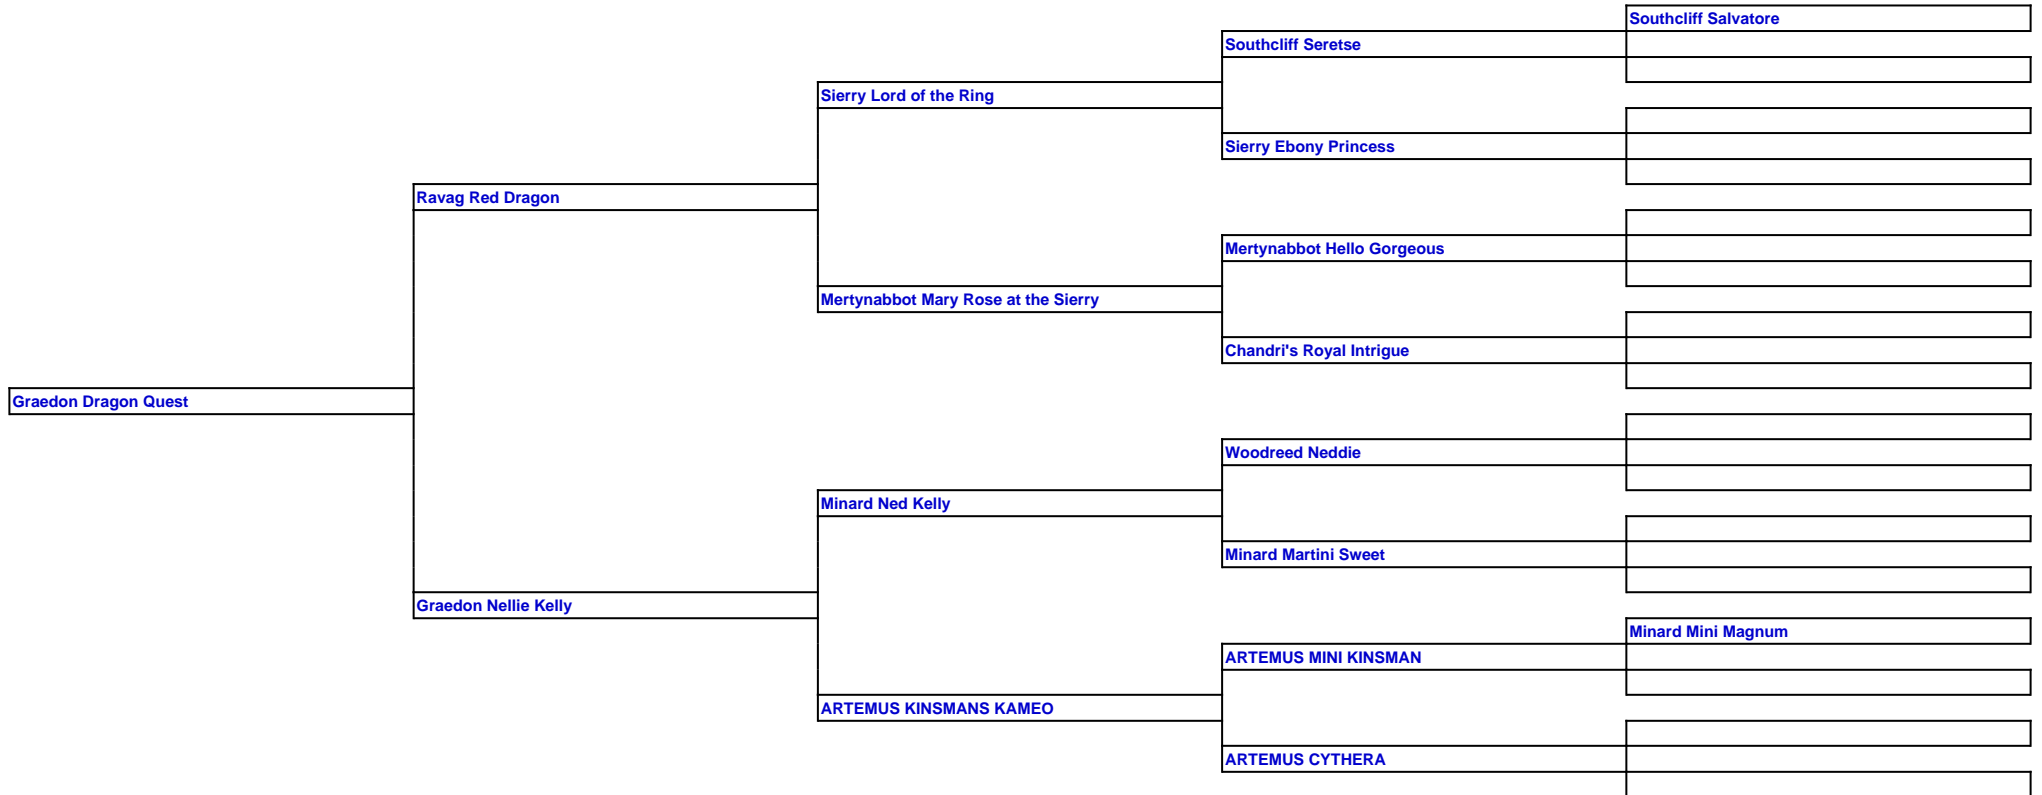 Southcliff Salvatore
Southcliff Seretse
Sierry Lord of the Ring
Sierry Ebony Princess
Ravag Red Dragon
Mertynabbot Hello Gorgeous
Mertynabbot Mary Rose at the Sierry
Chandri's Royal Intrigue
Graedon Dragon Quest
Woodreed Neddie
Minard Ned Kelly
Minard Martini Sweet
Graedon Nellie Kelly
Minard Mini Magnum
ARTEMUS MINI KINSMAN
ARTEMUS KINSMANS KAMEO
ARTEMUS CYTHERA